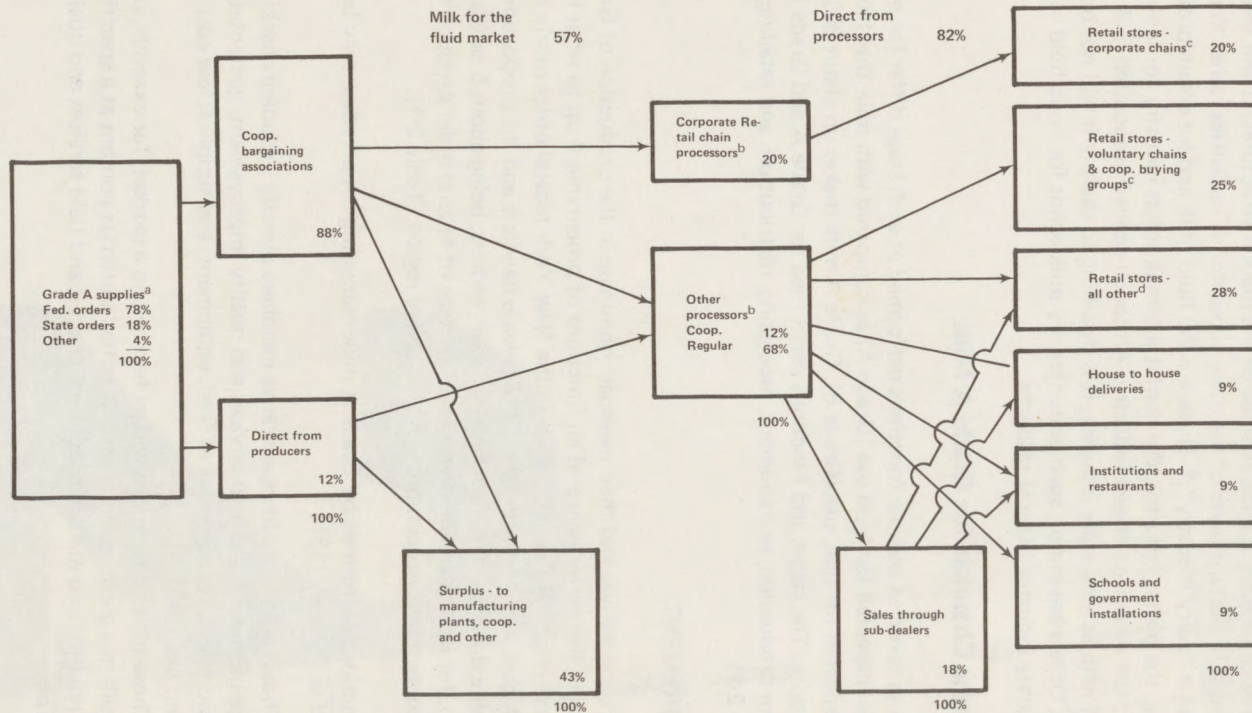 Milk for the
fluid market 57%
Direct from
processors 82%
Grade A supplies^a
Fed. orders 78%
State orders 18%
Other 4%
100%
Coop.
bargaining
associations
88%
Direct from
producers
12%
100%
Corporate Re-
tail chain
processors^b
20%
Other
processors^b
Coop. 12%
Regular 68%
100%
Surplus - to
manufacturing
plants, coop.
and other
43%
100%
Sales through
sub-dealers
18%
100%
Retail stores -
corporate chains^c 20%
Retail stores -
voluntary chains
& coop. buying
groups^c
25%
Retail stores -
all other^d
28%
House to house
deliveries
9%
Institutions and
restaurants
9%
Schools and
government
installations
9%
100%